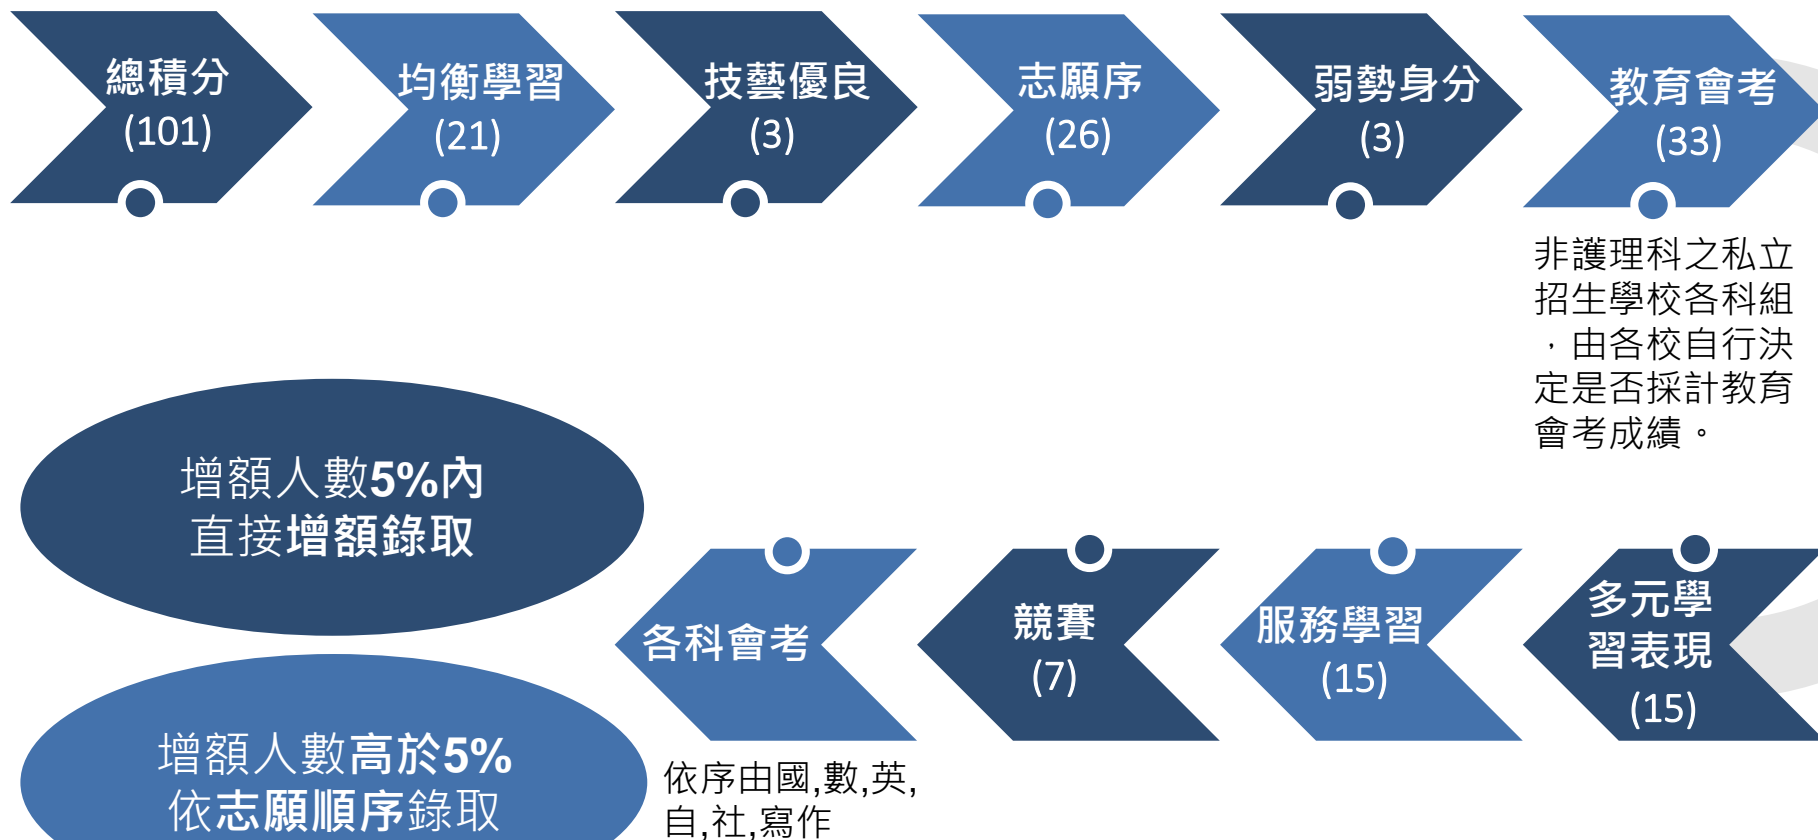 總積分
(101)
均衡學習
(21)
技藝優良
(3)
志願序
(26)
弱勢身分
(3)
教育會考
(33)
非護理科之私立
招生學校各科組
，由各校自行決
定是否採計教育
會考成績。
多元學
習表現
(15)
服務學習
(15)
競賽
(7)
各科會考
依序由國,數,英,
自,社,寫作
增額人數5%內
直接增額錄取
增額人數高於5%
依志願順序錄取